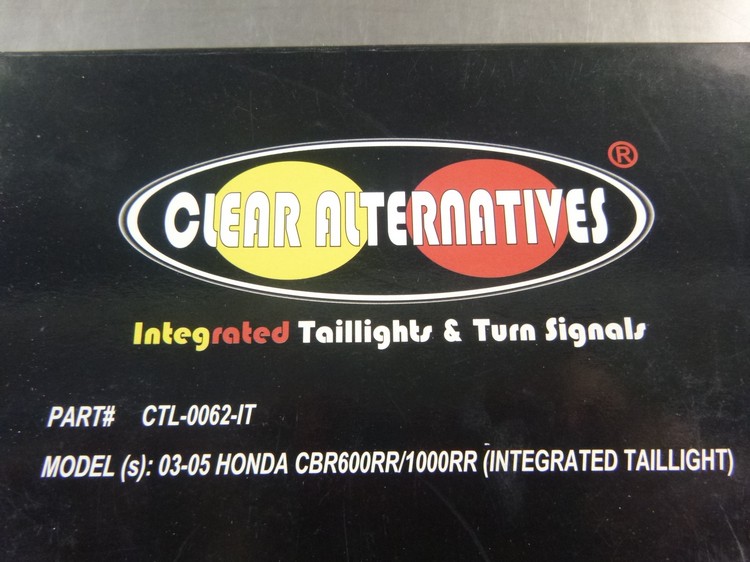 CLEAR ALTERNATIVES ®
Integrated Taillights & Turn Signals
PART# CTL-0062-IT
MODEL (s): 03-05 HONDA CBR600RR/1000RR (INTEGRATED TAILLIGHT)